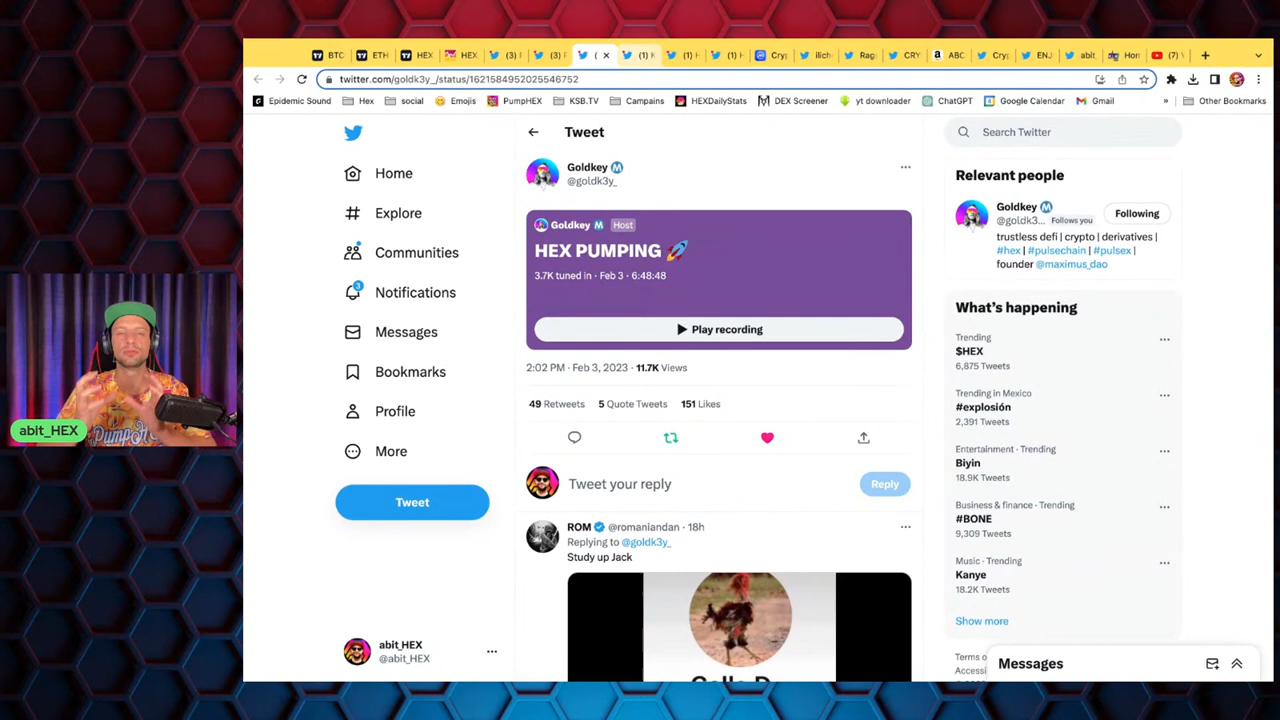 BTC
ETH
HEX
HEX
(3)
(3)
(
(1)
(1)
(1)
Cryp
ilich
Rag
CRY
ABC
Cryp
ENJ
abit_
Hom
(7)
twitter.com/goldk3y_/status/1621584952025546752
Epidemic Sound
Hex
social
Emojis
PumpHEX
KSB.TV
Campains
HEXDailyStats
DEX Screener
yt downloader
ChatGPT
Google Calendar
Gmail
»
Other Bookmarks
Home
Explore
Communities
3
Notifications
Messages
Bookmarks
Profile
More
Tweet
abit_HEX
@abit_HEX
Tweet
Goldkey
@goldk3y_
Goldkey
Host
HEX PUMPING 🚀
3.7K tuned in · Feb 3 · 6:48:48
Play recording
2:02 PM · Feb 3, 2023 · 11.7K Views
49 Retweets 5 Quote Tweets 151 Likes
Tweet your reply
Reply
ROM @romaniandan · 18h
Replying to @goldk3y_
Study up Jack
Search Twitter
Relevant people
Goldkey
@goldk3... Follows you
Following
trustless defi | crypto | derivatives |
#hex | #pulsechain | #pulsex |
founder @maximus_dao
What's happening
Trending
$HEX
6,875 Tweets
Trending in Mexico
#explosión
2,391 Tweets
Entertainment · Trending
Biyin
18.9K Tweets
Business & finance · Trending
#BONE
9,309 Tweets
Music · Trending
Kanye
18.2K Tweets
Show more
Terms o
Accessi
Messages
abit_HEX